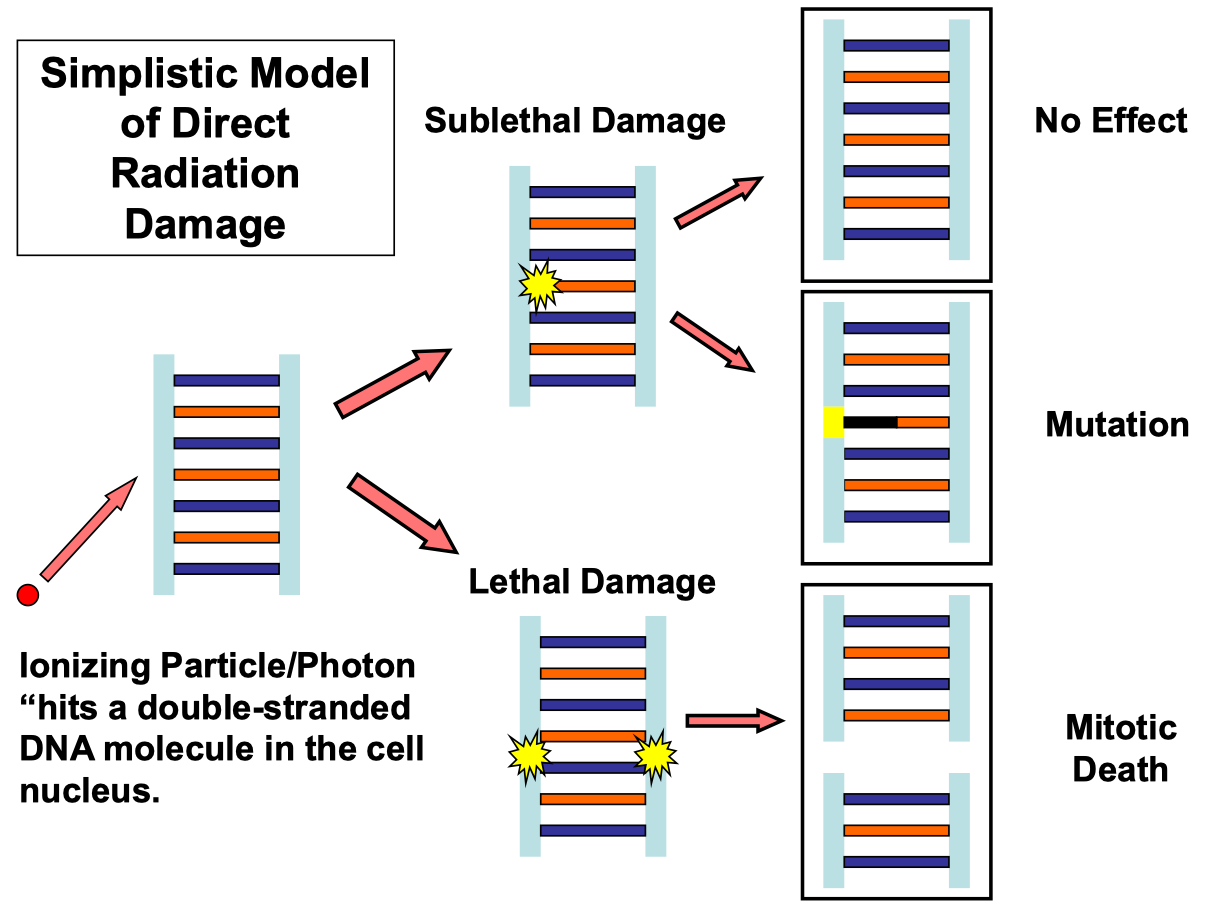 Simplistic Model
of Direct
Radiation
Damage
Sublethal Damage
No Effect
Mutation
Lethal Damage
Ionizing Particle/Photon
“hits a double-stranded
DNA molecule in the cell
nucleus.
Mitotic
Death